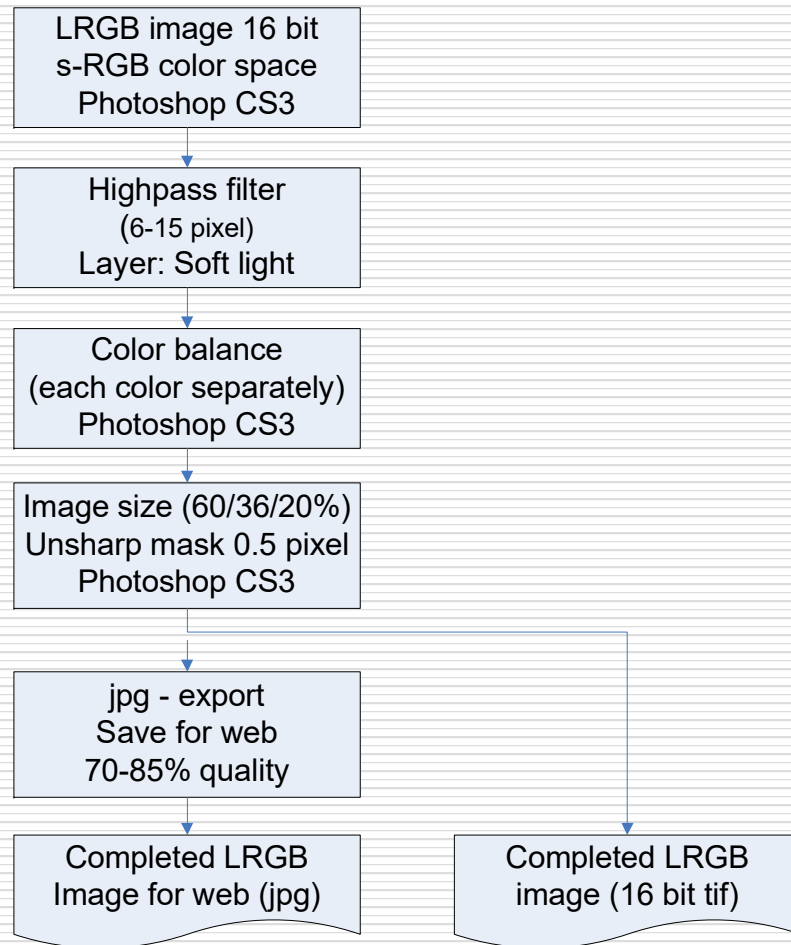 LRGB image 16 bit
s-RGB color space
Photoshop CS3
Highpass filter
(6-15 pixel)
Layer: Soft light
Color balance
(each color separately)
Photoshop CS3
Image size (60/36/20%)
Unsharp mask 0.5 pixel
Photoshop CS3
jpg - export
Save for web
70-85% quality
Completed LRGB
Image for web (jpg)
Completed LRGB
image (16 bit tif)